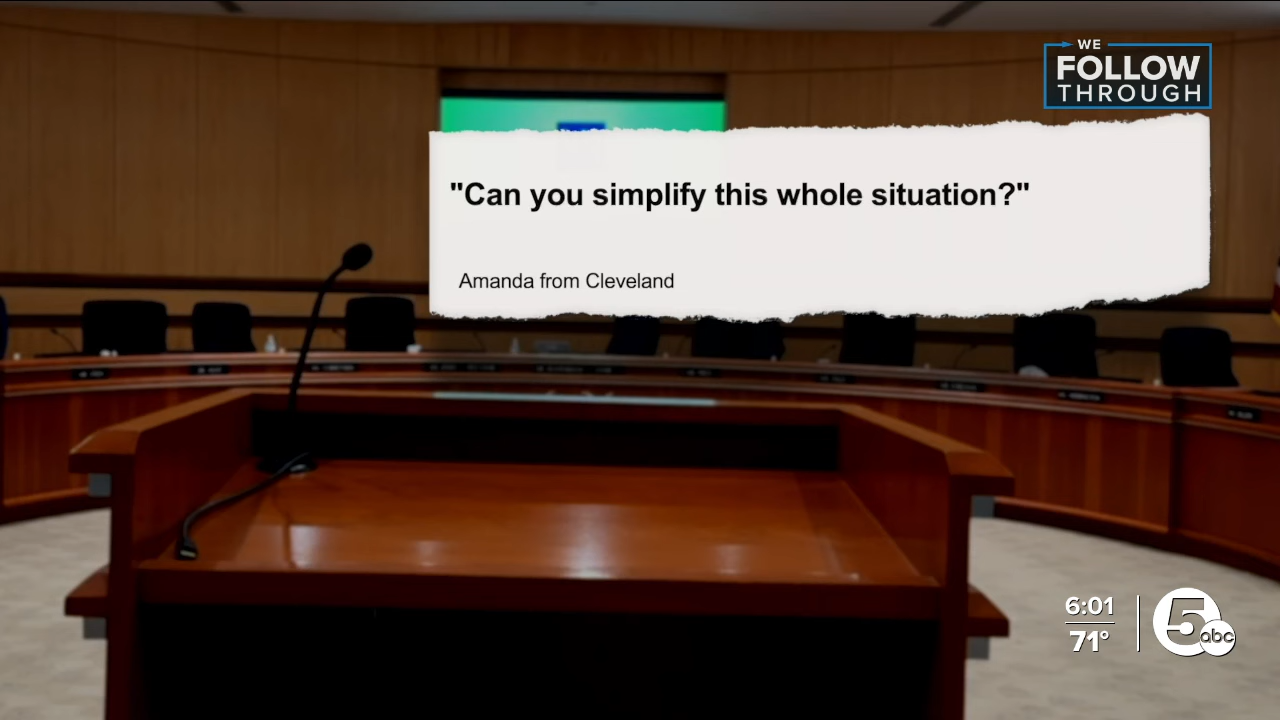 WE
FOLLOW
THROUGH
"Can you simplify this whole situation?"
Amanda from Cleveland
6:01
71°
5
abc